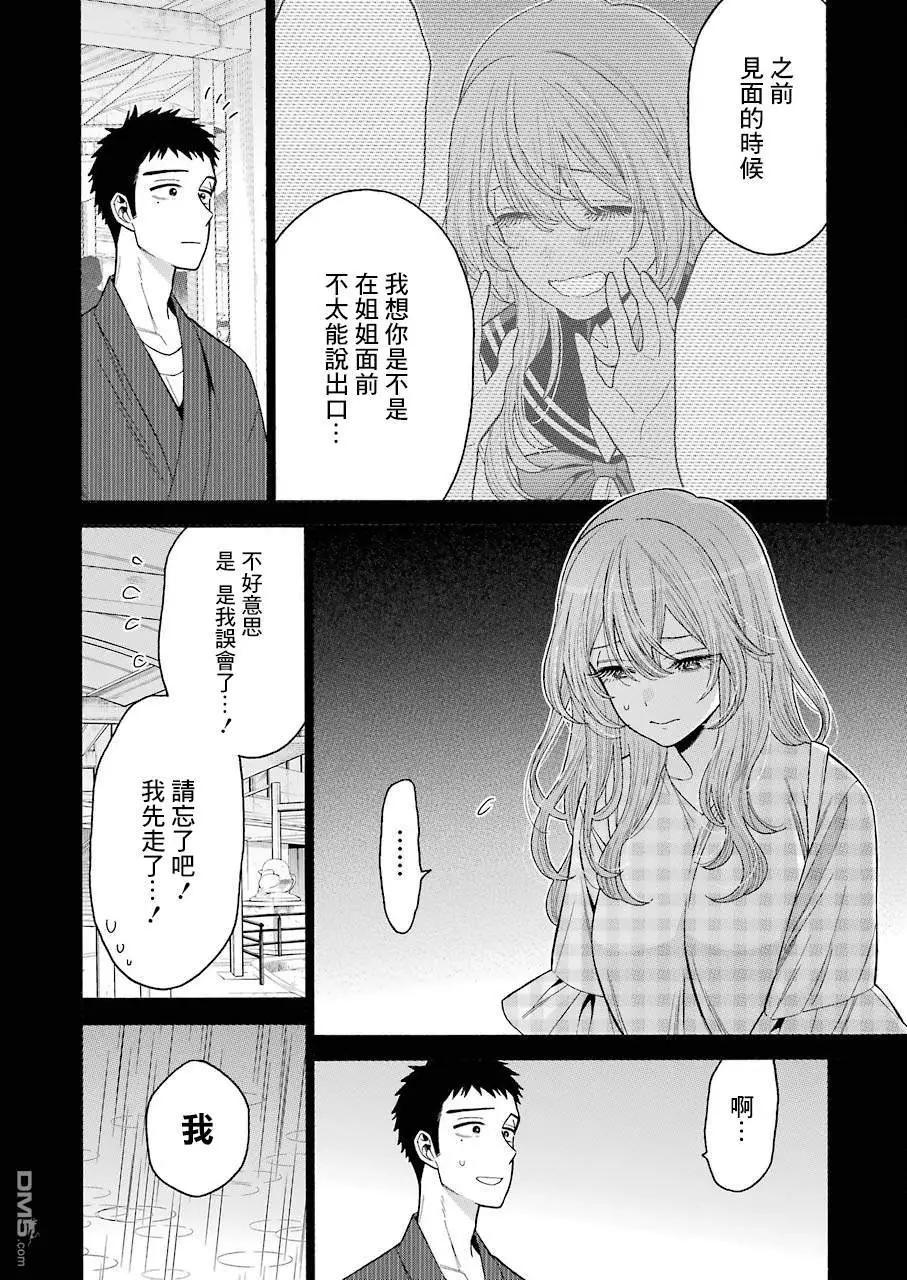 之前
見面的時候
我想你是不是
在姐姐面前
不太能說出口…
……
不好意思
是 是我誤會了…！
請忘了吧！
我先走了…！
啊…
我
DM5.com